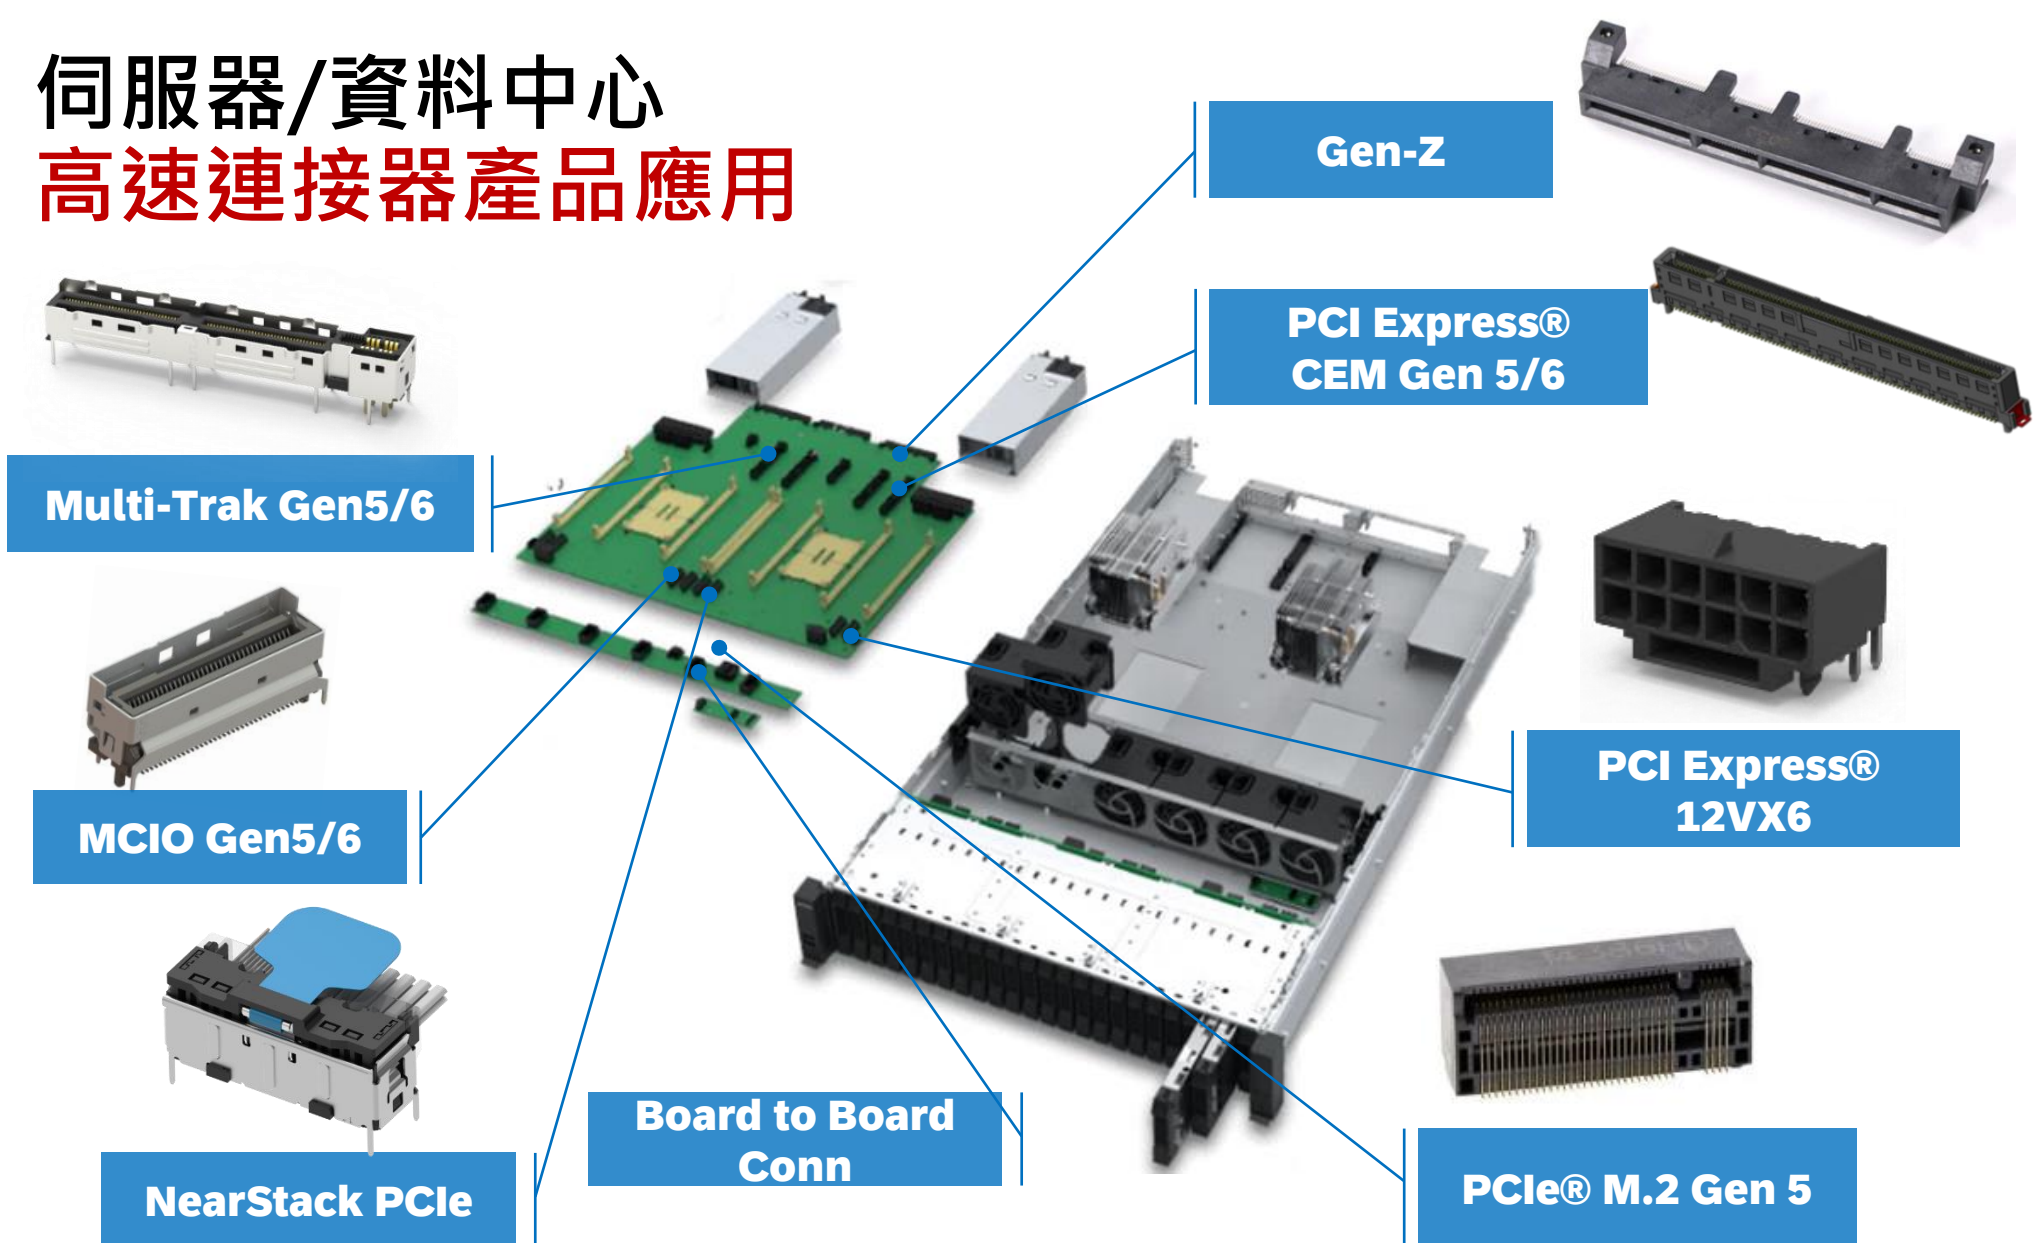 伺服器/資料中心
高速連接器產品應用
Gen-Z
PCI Express®
CEM Gen 5/6
Multi-Trak Gen5/6
MCIO Gen5/6
PCI Express®
12VX6
NearStack PCIe
Board to Board
Conn
PCIe® M.2 Gen 5